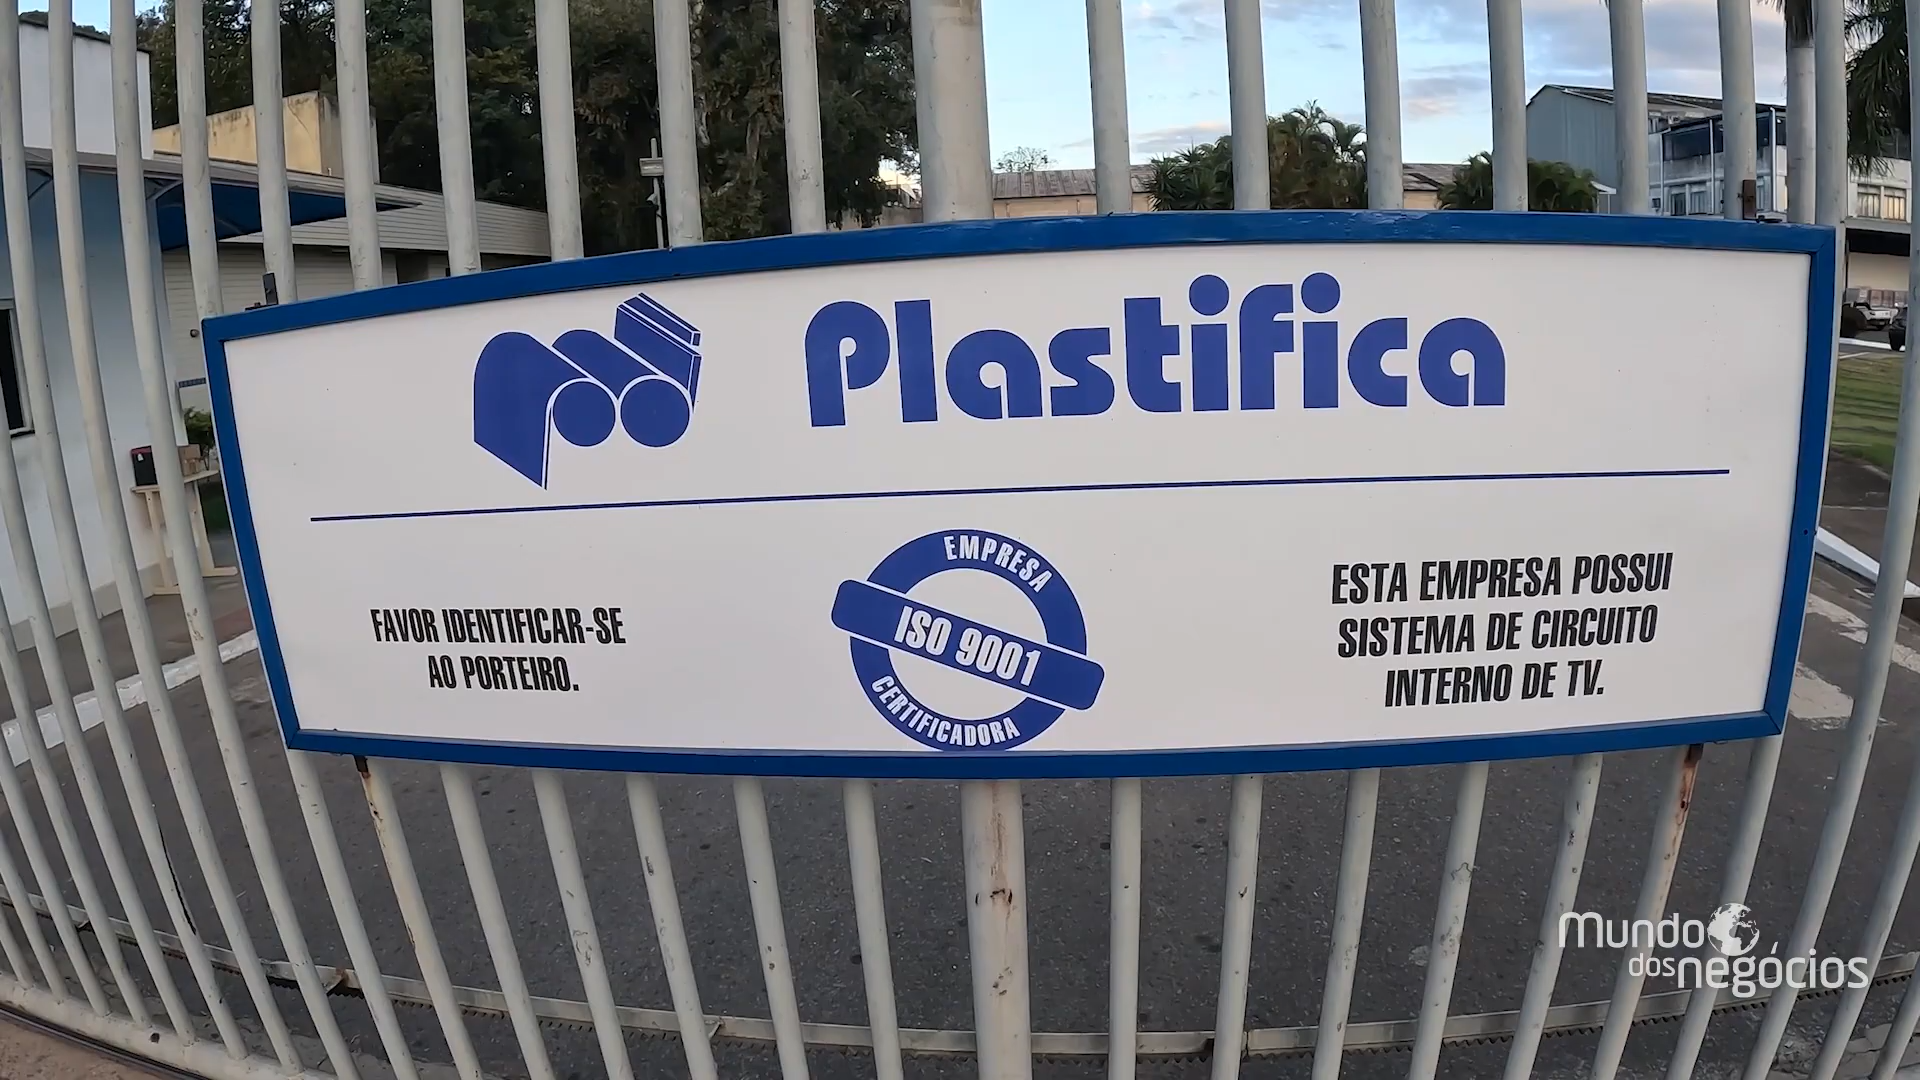 Plastifica
FAVOR IDENTIFICAR-SE
AO PORTEIRO.
EMPRESA
ISO 9001
CERTIFICADORA
ESTA EMPRESA POSSUI
SISTEMA DE CIRCUITO
INTERNO DE TV.
Mundo
dos negócios